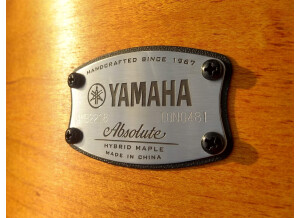 HANDCRAFTED SINCE 1967
YAMAHA
Absolute
HYBRID MAPLE
MADE IN CHINA